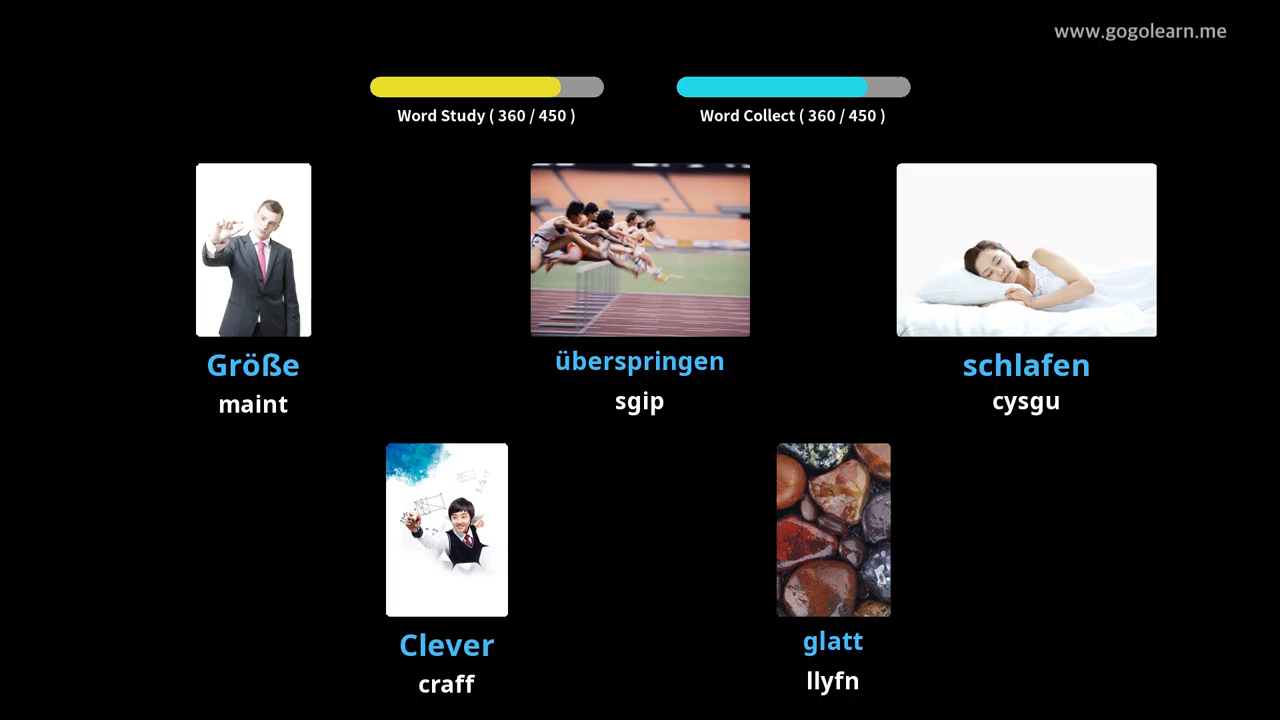 www.gogolearn.me
Word Study ( 360 / 450 )
Word Collect ( 360 / 450 )
Größe
maint
überspringen
sgip
schlafen
cysgu
Clever
craff
glatt
llyfn